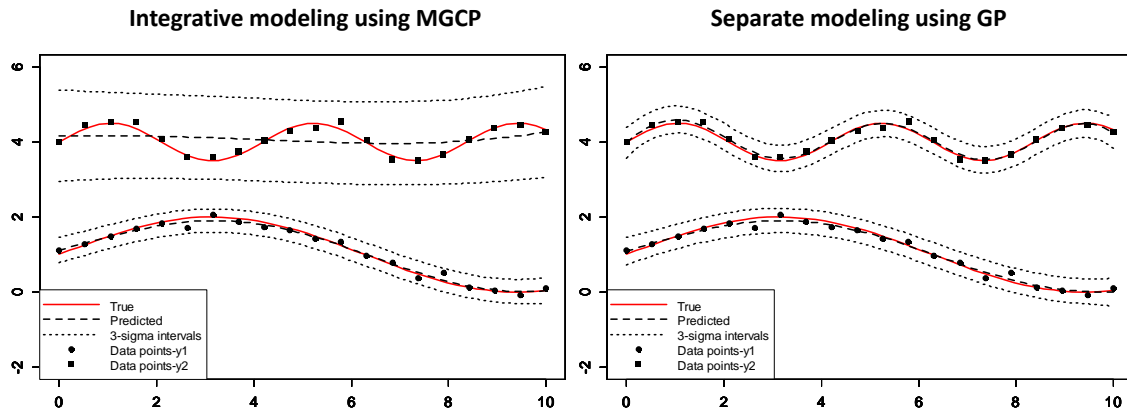 Integrative modeling using MGCP
6
4
2
0
-2
True
Predicted
3-sigma intervals
Data points-y1
Data points-y2
0 2 4 6 8 10
Separate modeling using GP
6
4
2
0
-2
True
Predicted
3-sigma intervals
Data points-y1
Data points-y2
0 2 4 6 8 10